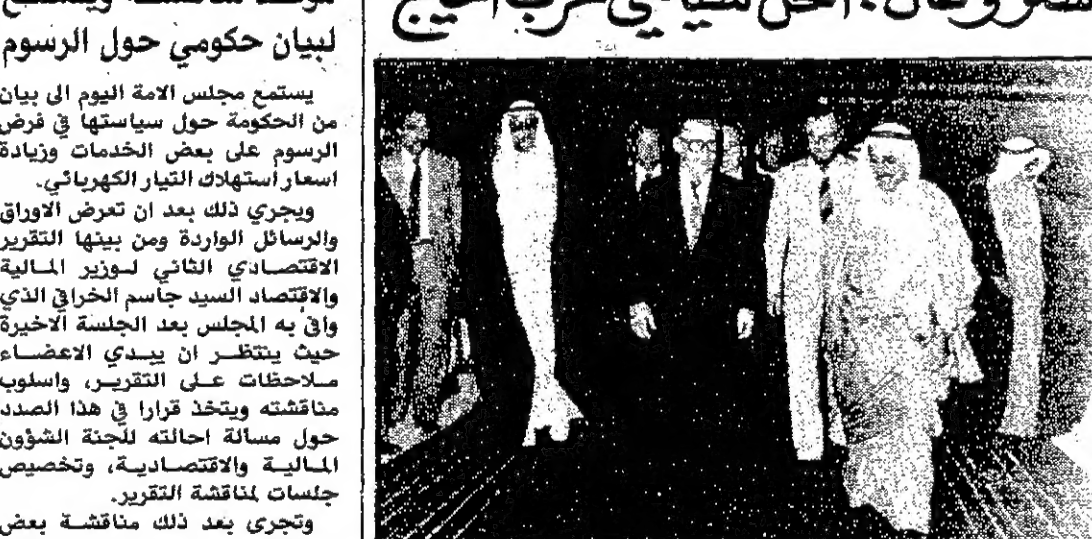 لبيان حكومي حول الرسوم
يستمع مجلس الامة اليوم الى بيان
من الحكومة حول سياستها في فرض
الرسوم على بعض الخدمات وزيادة
اسعار استهلاك التيار الكهربائي.
ويجري ذلك بعد ان تعرض الاوراق
والرسائل الواردة ومن بينها التقرير
الاقتصادي الثاني لوزير المالية
والاقتصاد السيد جاسم الخرافي الذي
وافى به المجلس بعد الجلسة الاخيرة
حيث ينتظر ان يبدي الاعضاء
ملاحظات على التقرير، واسلوب
مناقشته ويتخذ قرارا في هذا الصدد
حول مسألة احالته للجنة الشؤون
المالية والاقتصادية، وتخصيص
جلسات لمناقشة التقرير.
وتجرى بعد ذلك مناقشة بعض